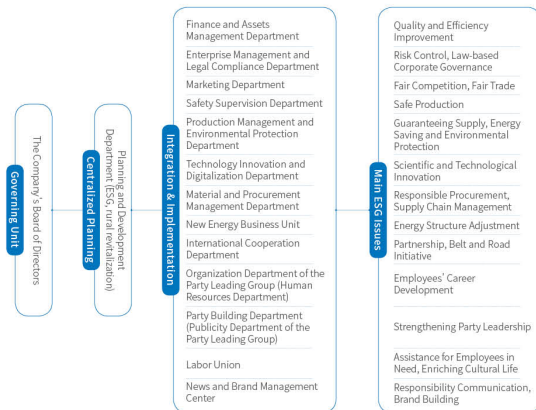 Governing Unit
The Company's Board of Directors
Centralized Planning
Planning and Development
Department (ESG, rural revitalization)
Integration & Implementation
Finance and Assets
Management Department
Enterprise Management and
Legal Compliance Department
Marketing Department
Safety Supervision Department
Production Management and
Environmental Protection
Department
Technology Innovation and
Digitalization Department
Material and Procurement
Management Department
New Energy Business Unit
International Cooperation
Department
Organization Department of the
Party Leading Group (Human
Resources Department)
Party Building Department
(Publicity Department of the
Party Leading Group)
Labor Union
News and Brand Management
Center
Main ESG Issues
Quality and Efficiency
Improvement
Risk Control, Law-based
Corporate Governance
Fair Competition, Fair Trade
Safe Production
Guaranteeing Supply, Energy
Saving and Environmental
Protection
Scientific and Technological
Innovation
Responsible Procurement,
Supply Chain Management
Energy Structure Adjustment
Partnership, Belt and Road
Initiative
Employees' Career
Development
Strengthening Party Leadership
Assistance for Employees in
Need, Enriching Cultural Life
Responsibility Communication,
Brand Building